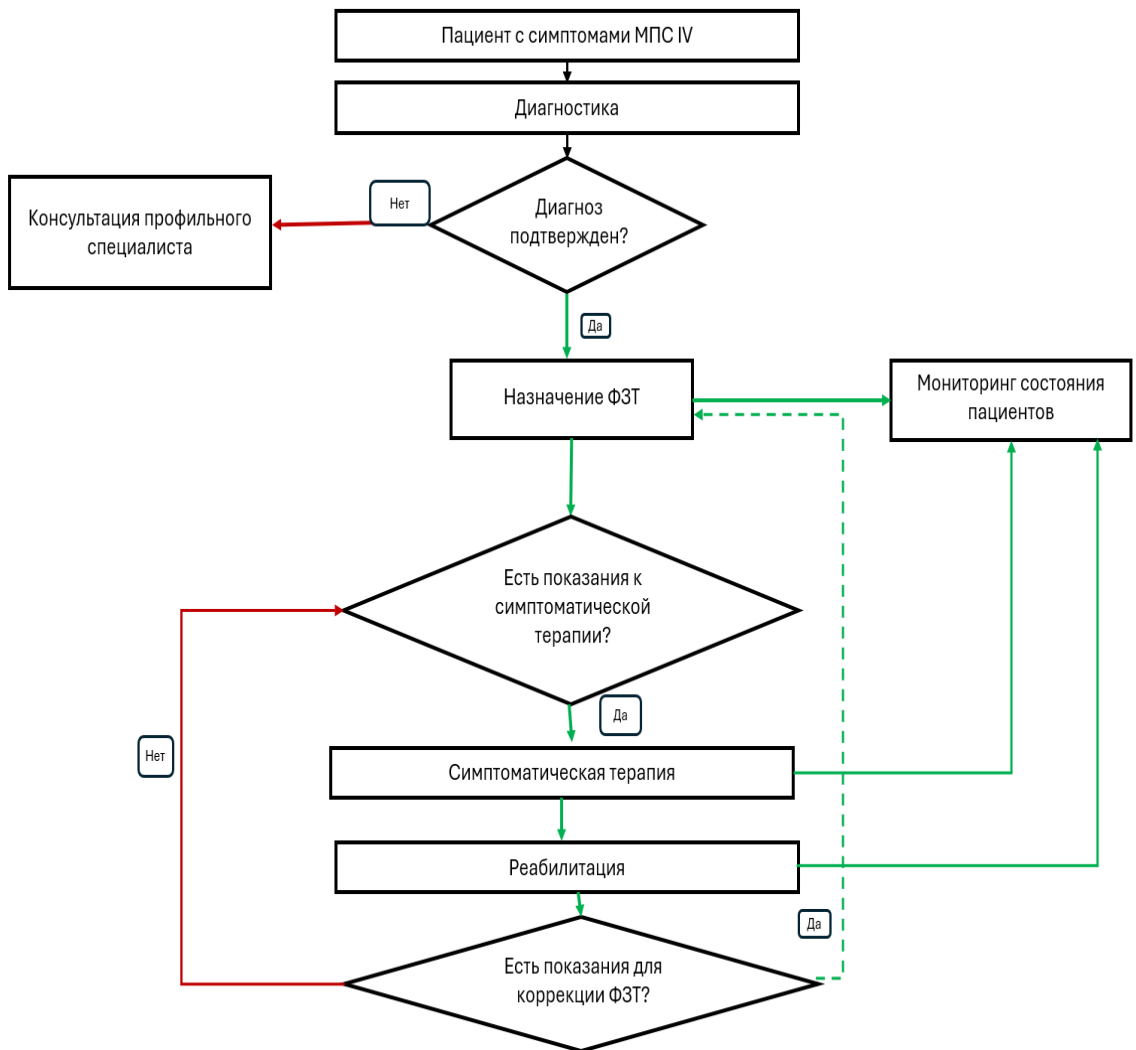 Пациент с симптомами МПС IV
Диагностика
Нет
Диагноз
подтвержден?
Консультация профильного
специалиста
Да
Назначение ФЗТ
Мониторинг состояния
пациентов
Есть показания к
симптоматической
терапии?
Да
Нет
Симптоматическая терапия
Реабилитация
Да
Есть показания для
коррекции ФЗТ?